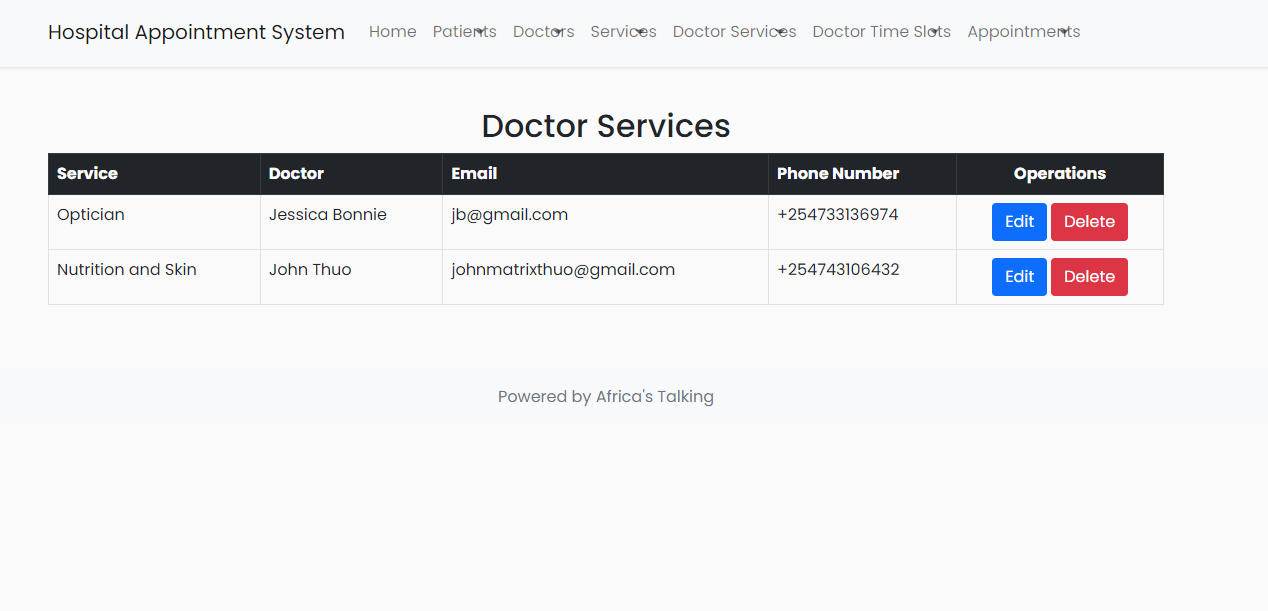 Hospital Appointment System Home Patients Doctors Services Doctor Services Doctor Time Slots Appointments
Doctor Services
Service Doctor Email Phone Number Operations
Optician Jessica Bonnie jb@gmail.com +254733136974 Edit Delete
Nutrition and Skin John Thuo johnmatrixthuo@gmail.com +254743106432 Edit Delete
Powered by Africa's Talking